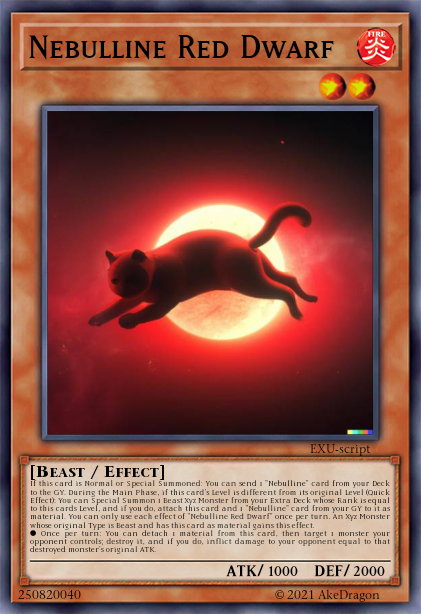 Nebulline Red Dwarf
FIRE
炎
EXU-script
[Beast / Effect]
If this card is Normal or Special Summoned: You can send 1 "Nebulline" card from your Deck
to the GY. During the Main Phase, if this card's Level is different from its original Level (Quick
Effect): You can Special Summon 1 Beast Xyz Monster from your Extra Deck whose Rank is equal
to this cards Level, and if you do, attach this card and 1 "Nebulline" card from your GY to it as
material. You can only use each effect of "Nebulline Red Dwarf" once per turn. An Xyz Monster
whose original Type is Beast and has this card as material gains this effect.
● Once per turn: You can detach 1 material from this card, then target 1 monster your
opponent controls; destroy it, and if you do, inflict damage to your opponent equal to that
destroyed monster's original ATK.
ATK/ 1000 DEF/ 2000
250820040
© 2021 AkeDragon